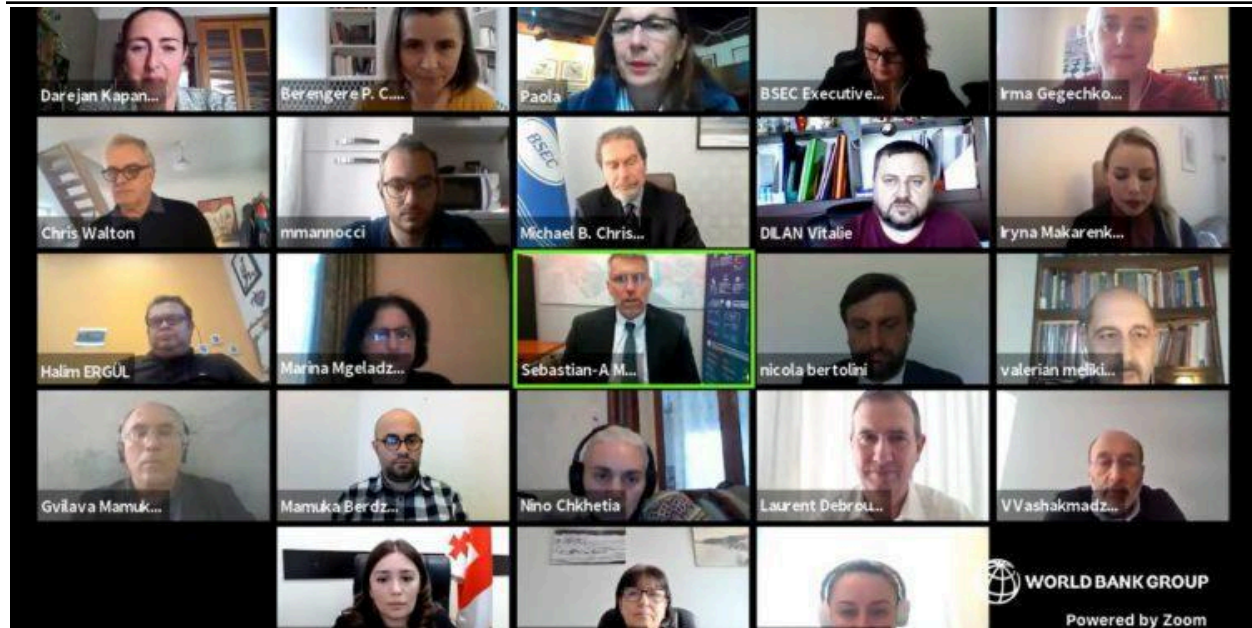 Darejan Kapan...
Berengere P. C....
Paola
BSEC Executive...
Irma Gegechko...
BSEC
Chris Walton
mmannocci
Michael B. Chris...
DILAN Vitalie
Iryna Makarenk...
Halim ERGÜL
Marina Mgeladz...
Sebastian-A M...
nicola bertolini
valerian meliki...
Gvilava Mamuk...
Mamuka Berdz...
Nino Chkhetia
Laurent Debrou...
V Vashakmadz...
WORLD BANK GROUP
Powered by Zoom